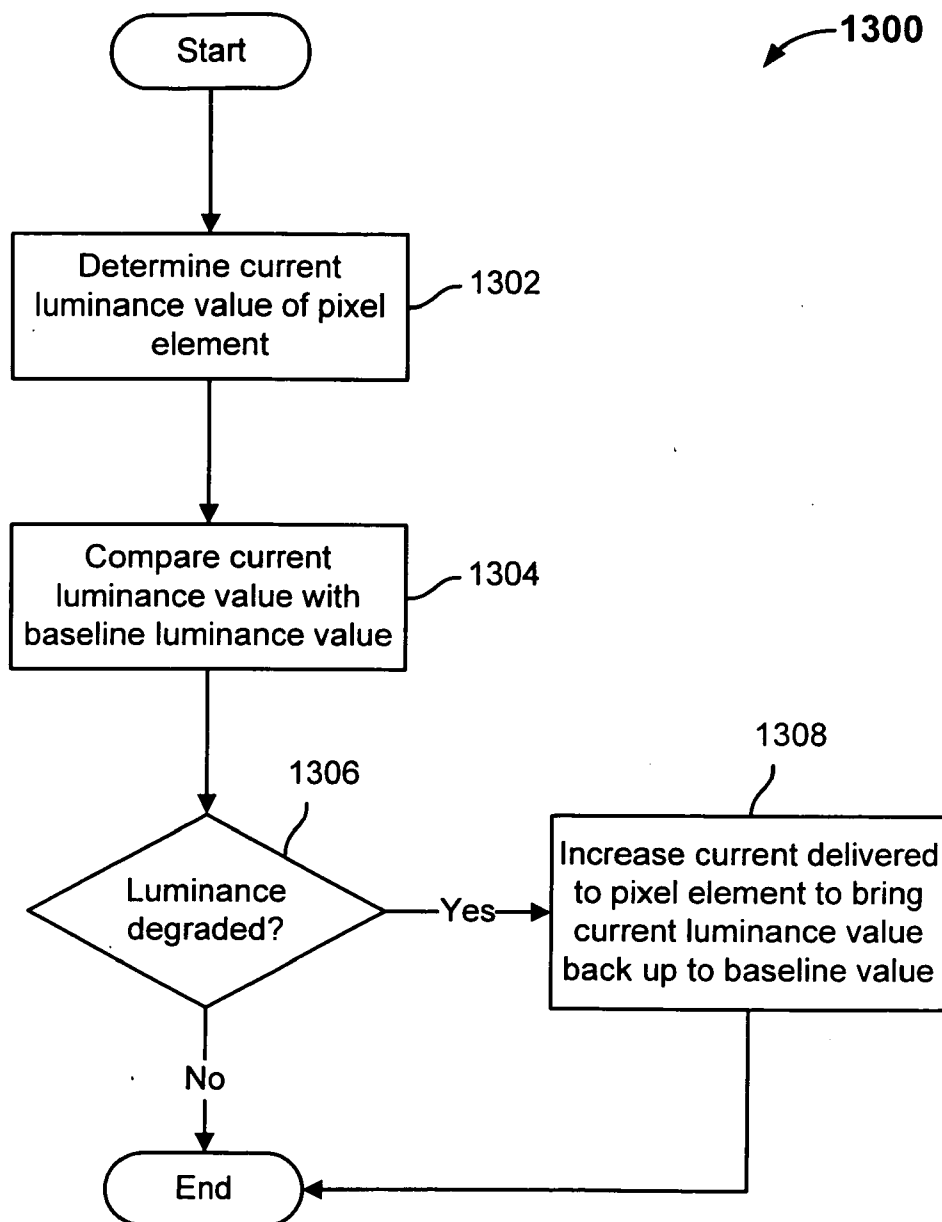 1300
Start
Determine current
luminance value of pixel
element
1302
Compare current
luminance value with
baseline luminance value
1304
1306
Luminance
degraded?
Yes
1308
Increase current delivered
to pixel element to bring
current luminance value
back up to baseline value
No
End